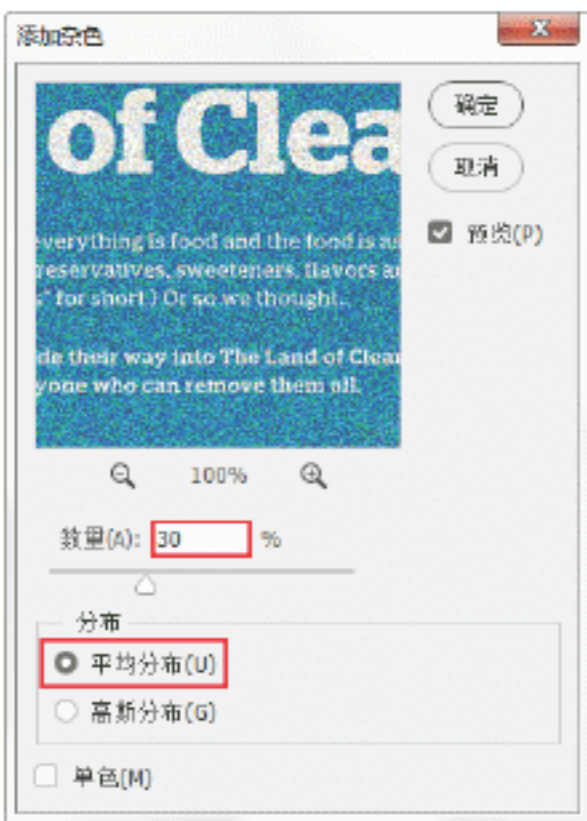 添加杂色
of Clea
everything is food and the food is as
reservatives, sweeteners, flavors a
s" for short.) Or so we thought...
de their way into The Land of Clean
yone who can remove them all.
确定
取消
预览(P)
100%
数量(A): 30 %
分布
平均分布(U)
高斯分布(G)
单色(M)